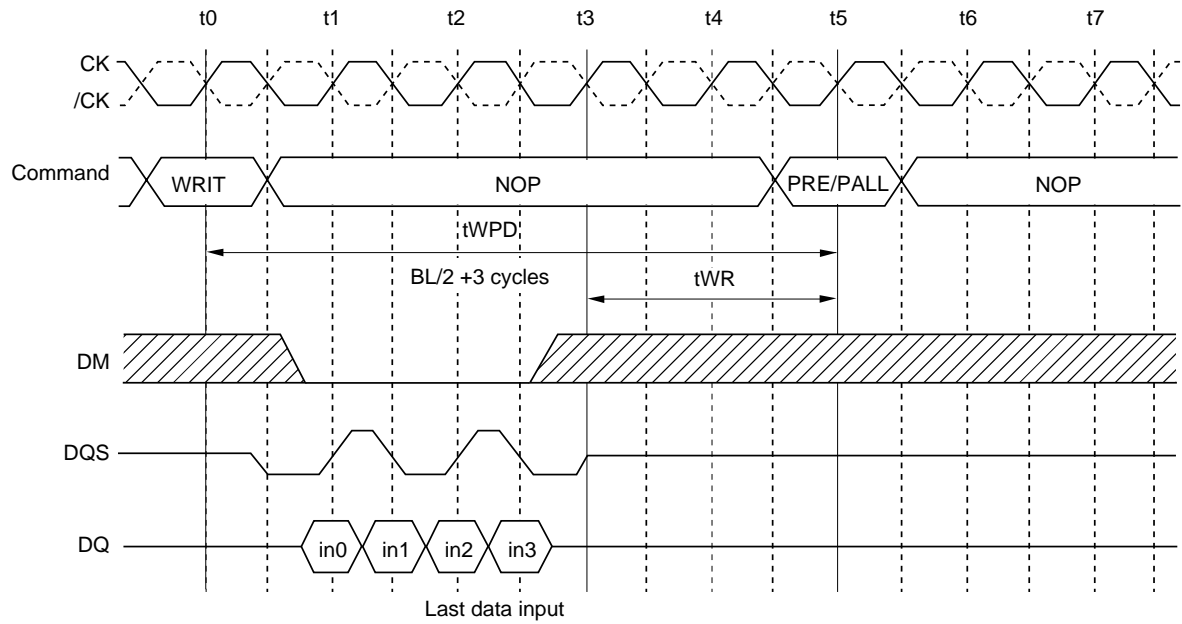 t0 t1 t2 t3 t4 t5 t6 t7
CK
/CK
Command WRIT NOP PRE/PALL NOP
tWPD
BL/2 +3 cycles tWR
DM
DQS
DQ in0 in1 in2 in3
Last data input